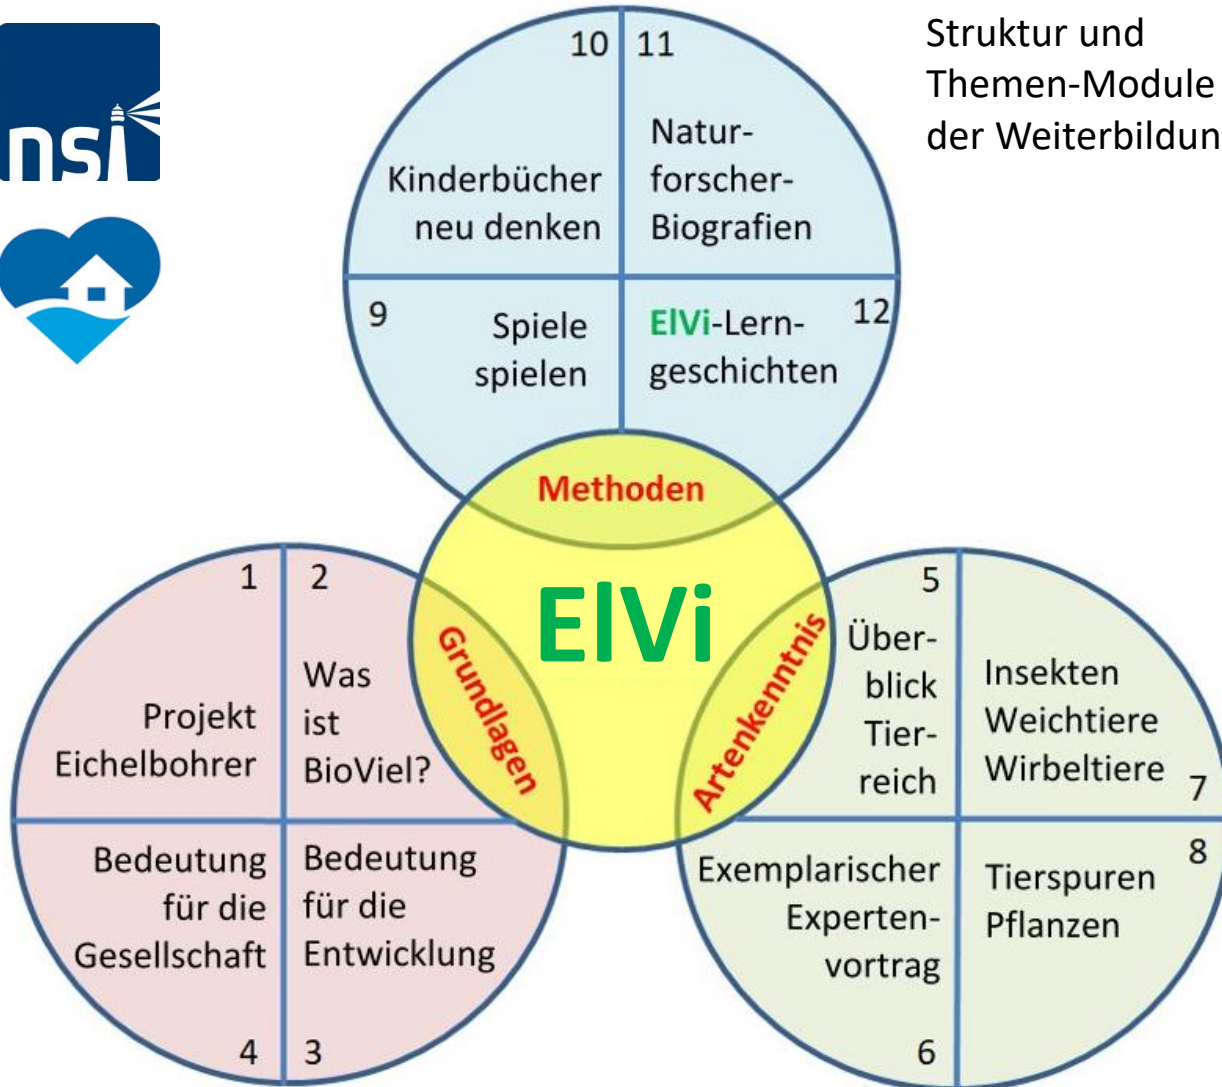 nsi
Struktur und
Themen-Module
der Weiterbildun
10
11
Kinderbücher
neu denken
Natur-
forscher-
Biografien
9
Spiele
spielen
12
ElVi-Lern-
geschichten
Methoden
ElVi
Grundlagen
Artenkenntnis
1
Projekt
Eichelbohrer
2
Was
ist
BioViel?
Bedeutung
für die
Gesellschaft
4
Bedeutung
für die
Entwicklung
3
5
Über-
blick
Tier-
reich
Insekten
Weichtiere
Wirbeltiere
7
Exemplarischer
Experten-
vortrag
6
8
Tierspuren
Pflanzen